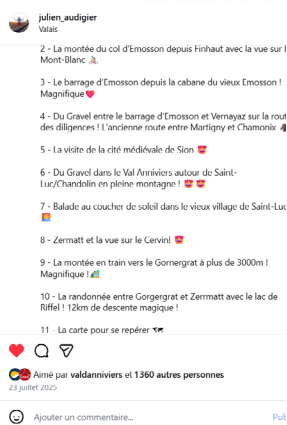 julien_audigier
Valais
2 - La montée du col d'Emosson depuis Finhaut avec la vue sur l
Mont-Blanc
3 - Le barrage d'Emosson depuis la cabane du vieux Emosson !
Magnifique
4 - Du Gravel entre le barrage d'Emosson et Vernayaz sur la rout
des diligences ! L'ancienne route entre Martigny et Chamonix
5 - La visite de la cité médiévale de Sion
6 - Du Gravel dans le Val Anniviers autour de Saint-
Luc/Chandolin en pleine montagne !
7 - Balade au coucher de soleil dans le vieux village de Saint-Luc
8 - Zermatt et la vue sur le Cervin!
9 - La montée en train vers le Gornergrat à plus de 3000m !
Magnifique !
10 - La randonnée entre Gorgergrat et Zerrmatt avec le lac de
Riffel ! 12km de descente magique !
11 - La carte pour se repérer
Aimé par valdanniviers et 1 360 autres personnes
23 juillet 2025
Ajouter un commentaire...
Pub